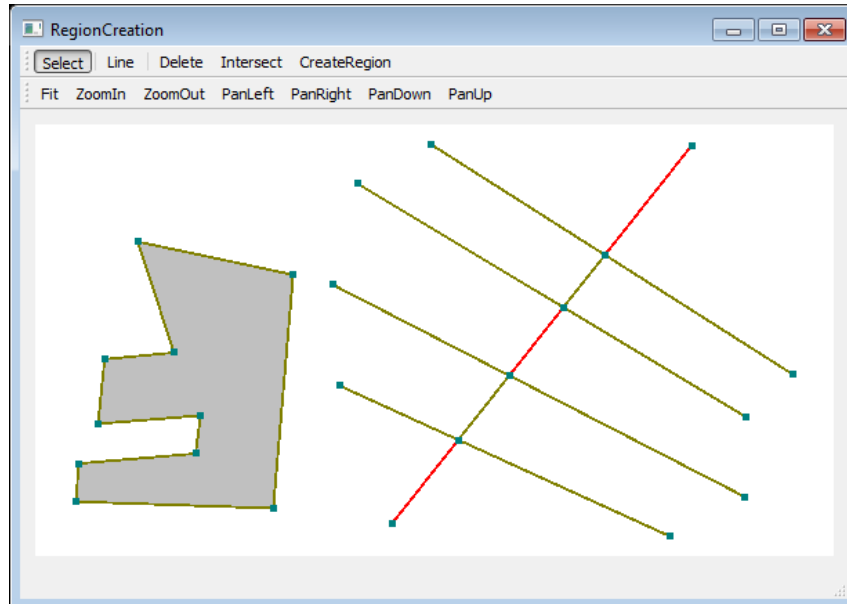 RegionCreation
Select Line Delete Intersect CreateRegion
Fit ZoomIn ZoomOut PanLeft PanRight PanDown PanUp